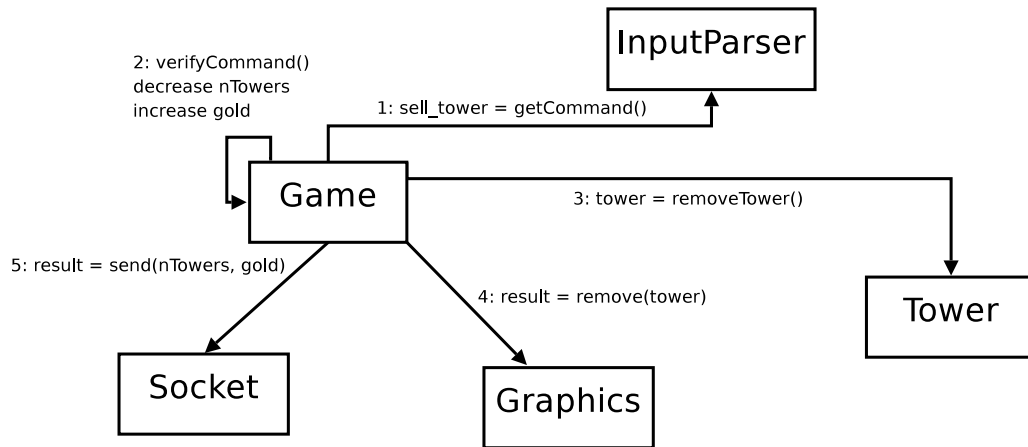 InputParser
2: verifyCommand()
decrease nTowers
increase gold
1: sell_tower = getCommand()
Game
3: tower = removeTower()
5: result = send(nTowers, gold)
4: result = remove(tower)
Tower
Socket
Graphics